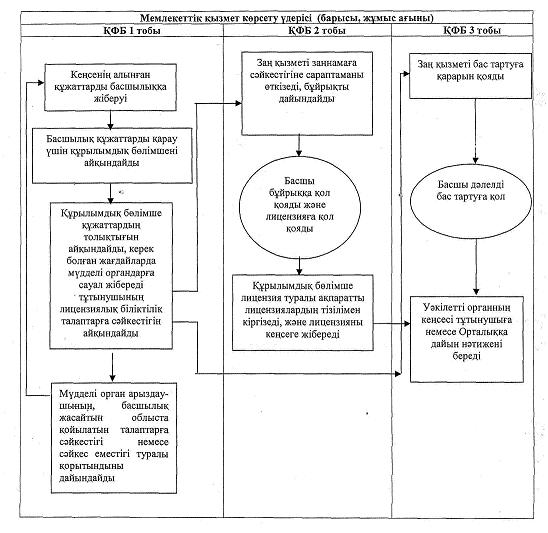 Мемлекеттік қызмет көрсету үдерісі (барысы, жұмыс ағыны)
ҚФБ 1 тобы
ҚФБ 2 тобы
ҚФБ 3 тобы
Кеңсенің алынған
құжаттарды басшылыққа
жіберуі
Басшылық құжаттарды қарау
үшін құрылымдық бөлімшені
айқындайды
Құрылымдық бөлімше
құжаттардың
толықтығын
айқындайды, керек
болған жағдайларда
мүдделі органдарға
сауал жібереді
тұтынушының
лицензиялық біліктілік
талаптарға сәйкестігін
айқындайды
Мүдделі орган арыздау-
шының, басшылық
жасайтын облыста
қойылатын талаптарға
сәйкестігі немесе
сәйкес еместігі туралы
қорытындыны
дайындайды
Заң қызметі заннамаға
сәйкестігіне сараптаманы
өткізеді, бұйрықты
дайындайды
Басшы
бұйрыққа қол
қояды және
лицензияға қол
қояды
Құрылымдық бөлімше
лицензия туралы ақпаратты
лицензиялардың тізілімін
кіргізеді, және лицензияны
кеңсеге жібереді
Заң қызметі бас тартуға
қарарын қояды
Басшы дәлелді
бас тартуға қол
Уәкілетті органның
кеңсесі тұтынушыға
немесе Орталыққа
дайын нәтижені
береді